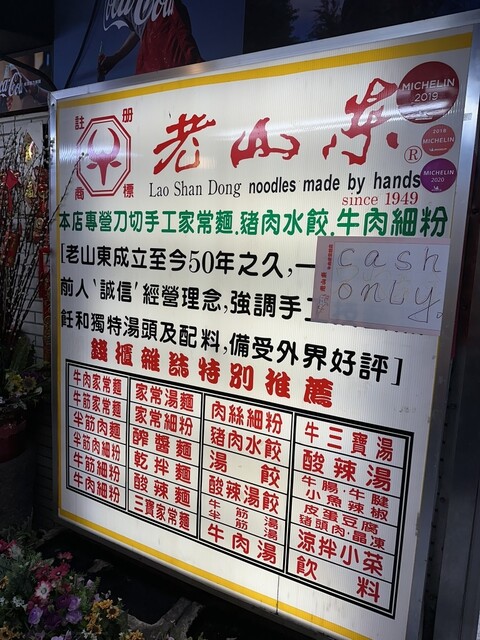 Coca-Cola
註 冊
商 標
老山東®
MICHELIN
2019
2018
MICHELIN
MICHELIN
2020
Lao Shan Dong noodles made by hands
since 1949
本店專營刀切手工家常麵.豬肉水餃.牛肉細粉
[老山東成立至今50年之久,一
cash
only。
前人‵誠信′經營理念,強調手工
飪和獨特湯頭及配料,備受外界好評]
錢櫃雜誌特別推薦
牛肉家常麵
牛筋家常麵
半筋肉麵
半筋肉細粉
牛筋細粉
牛肉細粉
家常湯麵
家常細粉
醡醬麵
乾拌麵
酸辣麵
三寶家常麵
肉絲細粉
豬肉水餃
湯 餃
酸辣湯餃
牛筋湯
半筋湯
牛肉湯
牛三寶湯
酸辣湯
牛腸.牛腱
小魚辣椒
皮蛋豆腐
豬頭肉.晶凍
涼拌小菜
飲 料